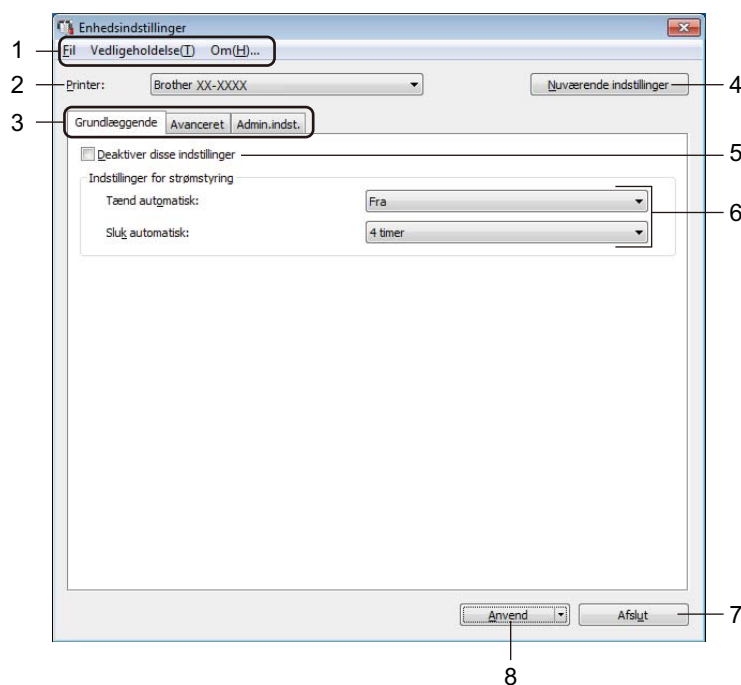 Enhedsindstillinger
1
Fil Vedligeholdelse(T) Om(H)...
2
Printer: Brother XX-XXXX
Nuværende indstillinger
4
3
Grundlæggende Avanceret Admin.indst.
Deaktiver disse indstillinger
5
Indstillinger for strømstyring
Tænd automatisk: Fra
6
Sluk automatisk: 4 timer
Anvend Afslut
7
8